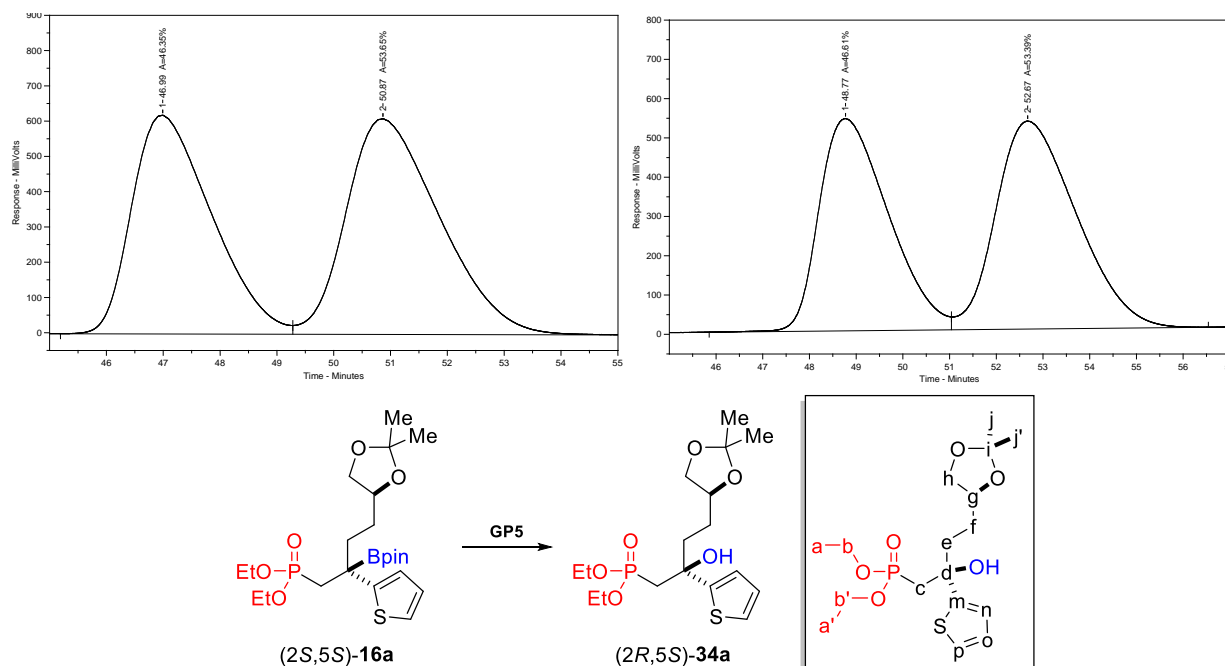 900
800
700
600
500
400
300
200
100
0
Response - MilliVolts
1- 46.99 A=46.35%
2- 50.87 A=53.65%
46 47 48 49 50 51 52 53 54 55
Time - Minutes
800
700
600
500
400
300
200
100
0
Response - MilliVolts
1- 48.77 A=46.61%
2- 52.67 A=53.39%
46 47 48 49 50 51 52 53 54 55 56
Time - Minutes
Me
Me
O
O
O
EtO P Bpin
EtO
S
(2S,5S)-16a
GP5
Me
Me
O
O
O
EtO P OH
EtO
S
(2R,5S)-34a
j
O i j'
h O
g
f
O e
a b P d OH
O c
O m n
b' S o
a' p